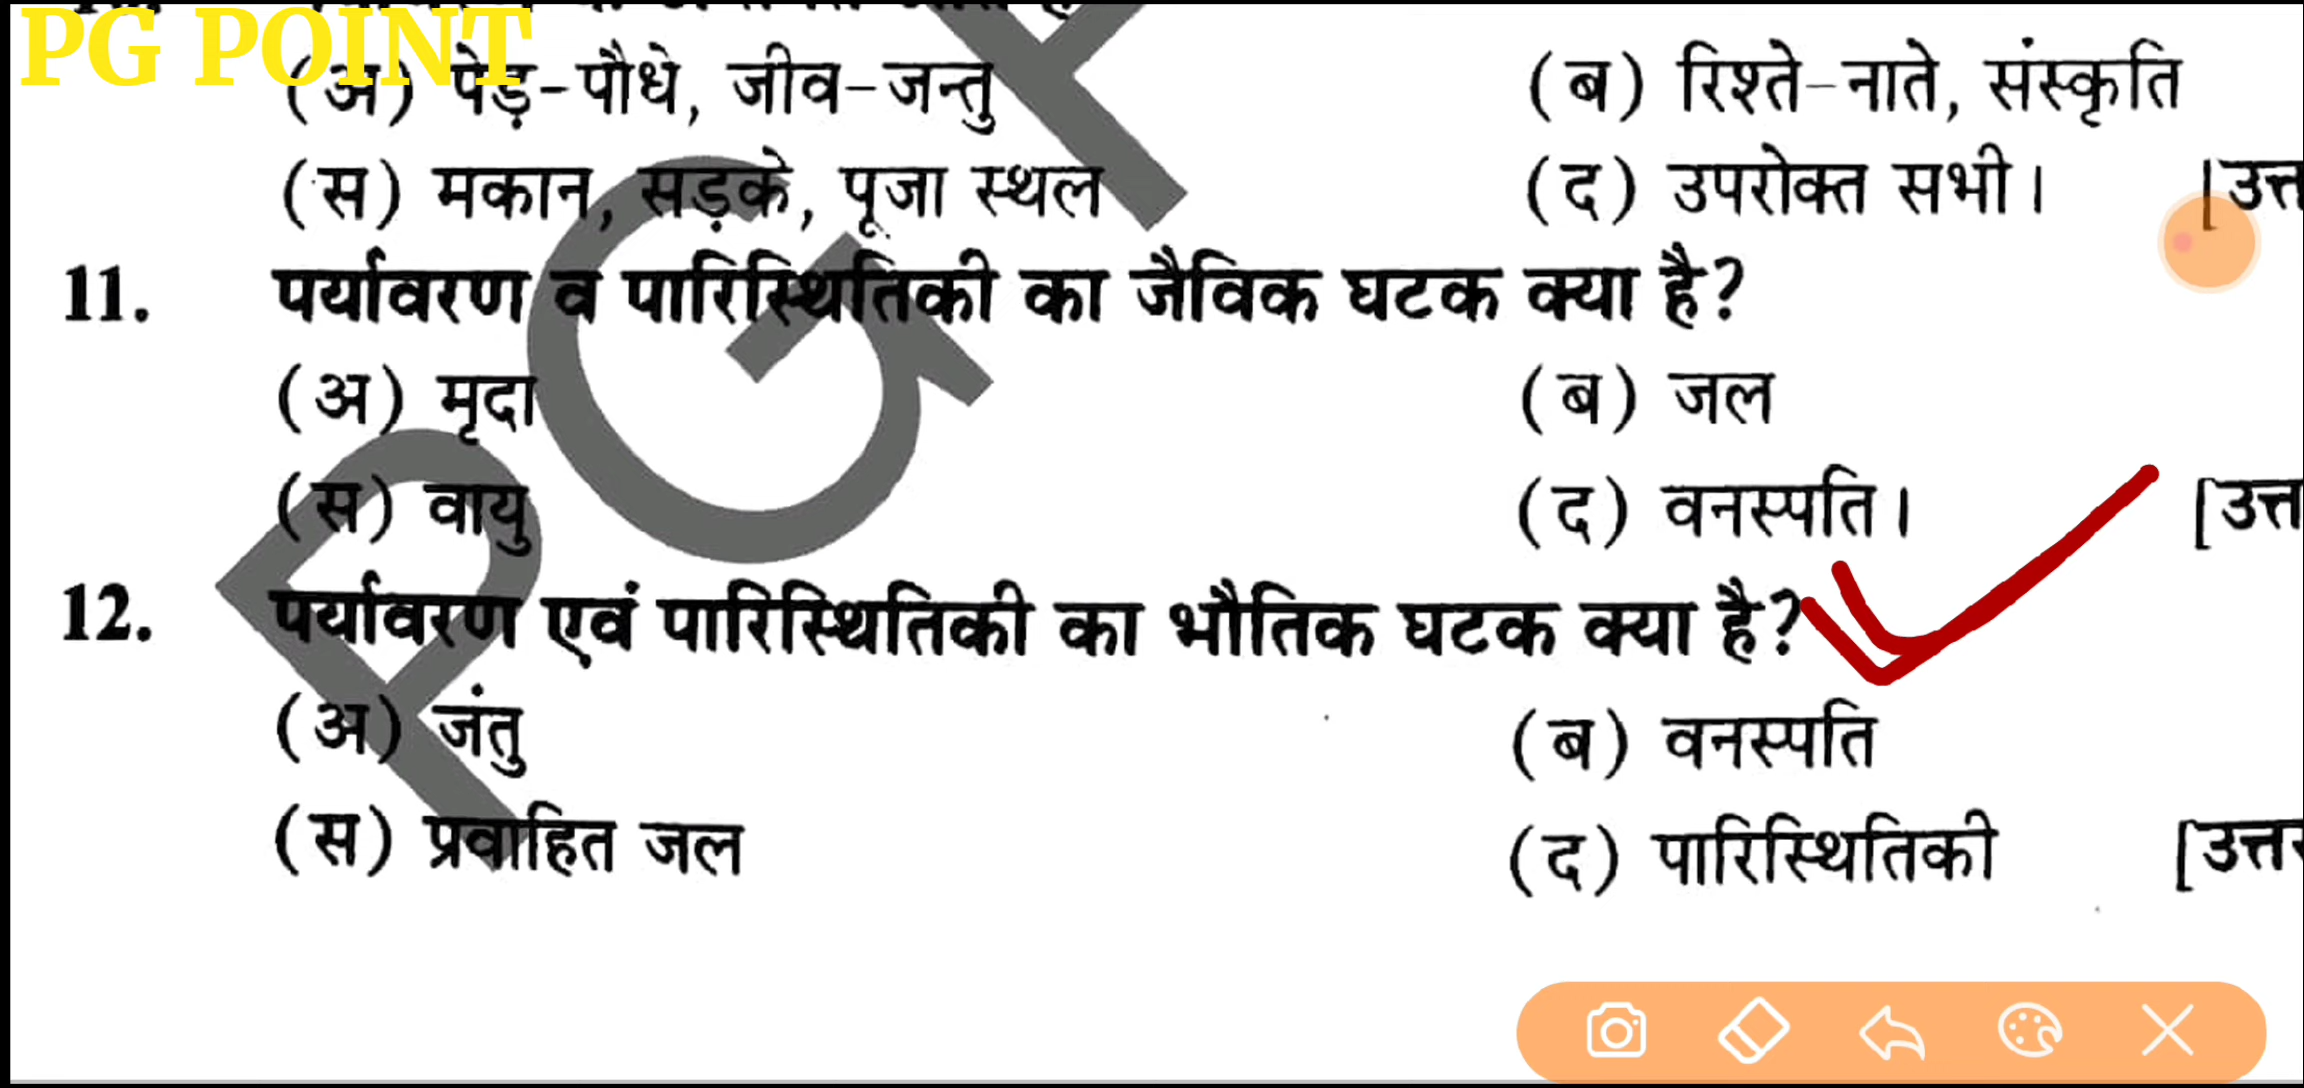 PG POINT
(अ) पेड़-पौधे, जीव-जन्तु (ब) रिश्ते-नाते, संस्कृति
(स) मकान, सड़के, पूजा स्थल (द) उपरोक्त सभी।
11. पर्यावरण व पारिस्थितिकी का जैविक घटक क्या है?
(अ) मृदा (ब) जल
(स) वायु (द) वनस्पति।
12. पर्यावरण एवं पारिस्थितिकी का भौतिक घटक क्या है?
(अ) जंतु (ब) वनस्पति
(स) प्रवाहित जल (द) पारिस्थितिकी